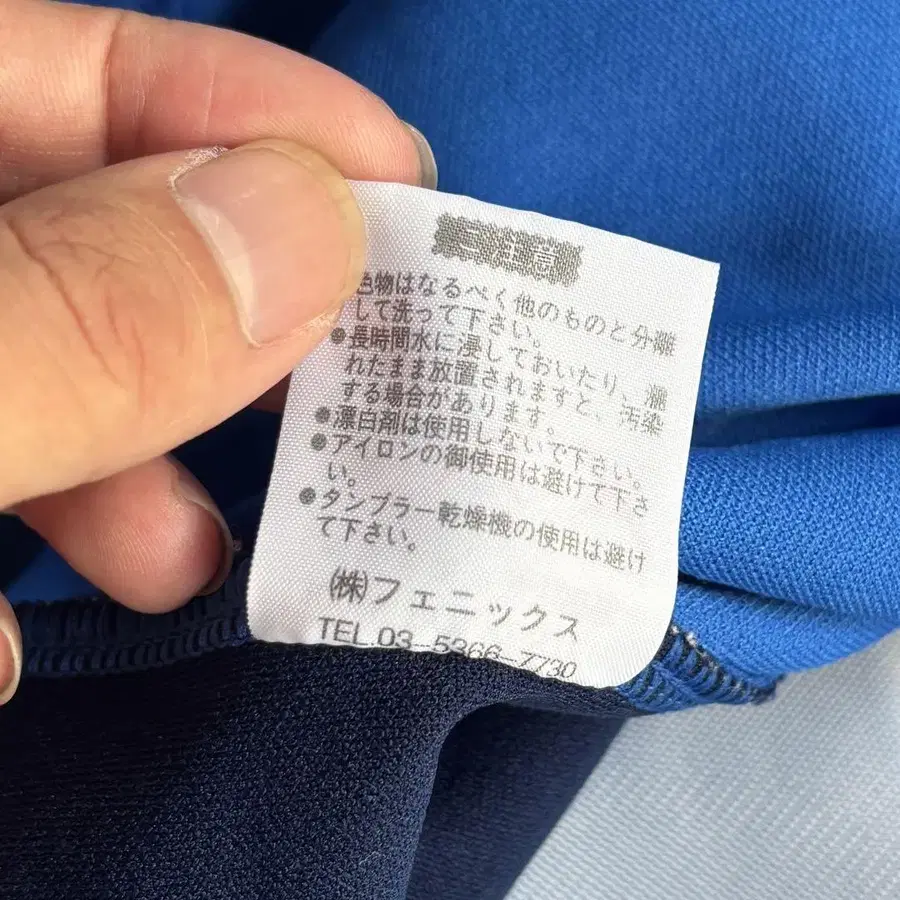 ご注意
色物はなるべく他のものと分離
して洗って下さい。
●長時間水に浸しておいたり、濡
れたまま放置されますと、汚染
する場合があります。
●漂白剤は使用しないで下さい。
●アイロンの御使用は避けて下さ
い。
●タンブラー乾燥機の使用は避け
て下さい。
㈱フェニックス
TEL.03-5366-7730